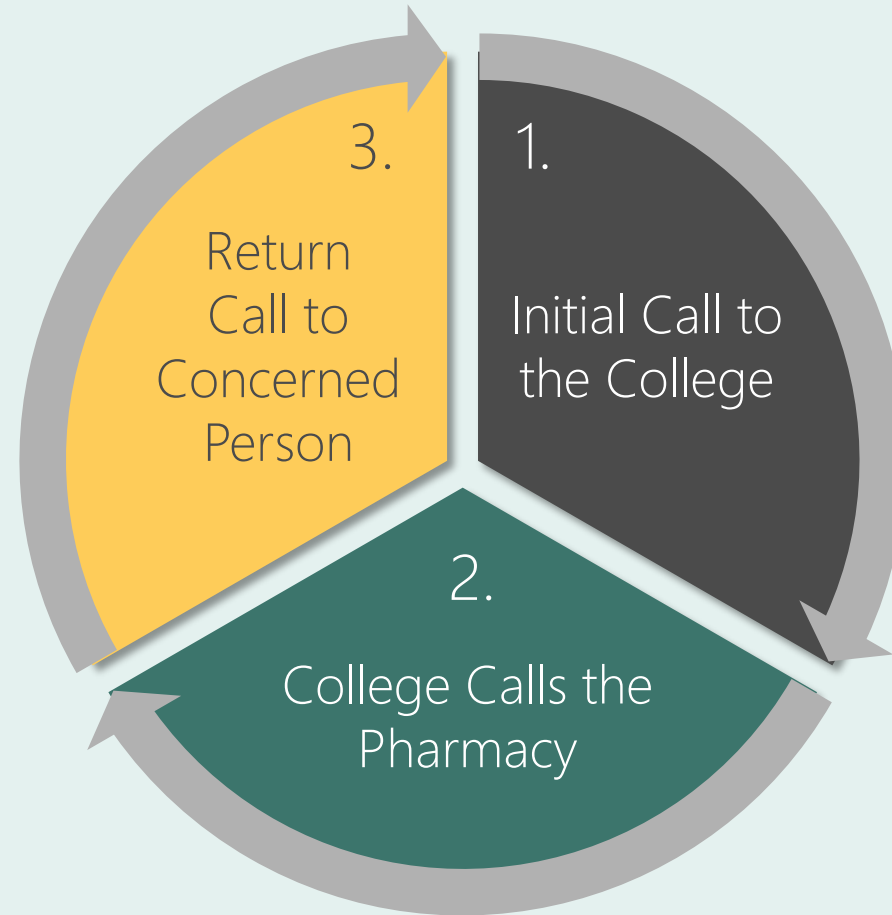 1.
Initial Call to
the College
2.
College Calls the
Pharmacy
3.
Return
Call to
Concerned
Person